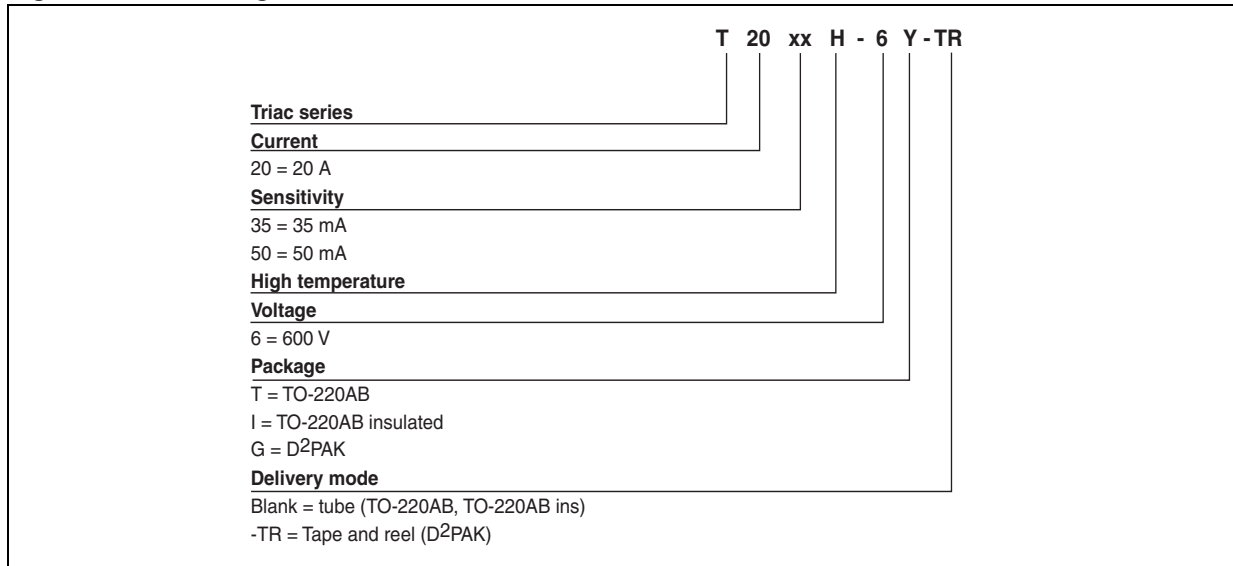 T 20 xx H - 6 Y -TR
Triac series
Current
20 = 20 A
Sensitivity
35 = 35 mA
50 = 50 mA
High temperature
Voltage
6 = 600 V
Package
T = TO-220AB
I = TO-220AB insulated
G = D²PAK
Delivery mode
Blank = tube (TO-220AB, TO-220AB ins)
-TR = Tape and reel (D²PAK)